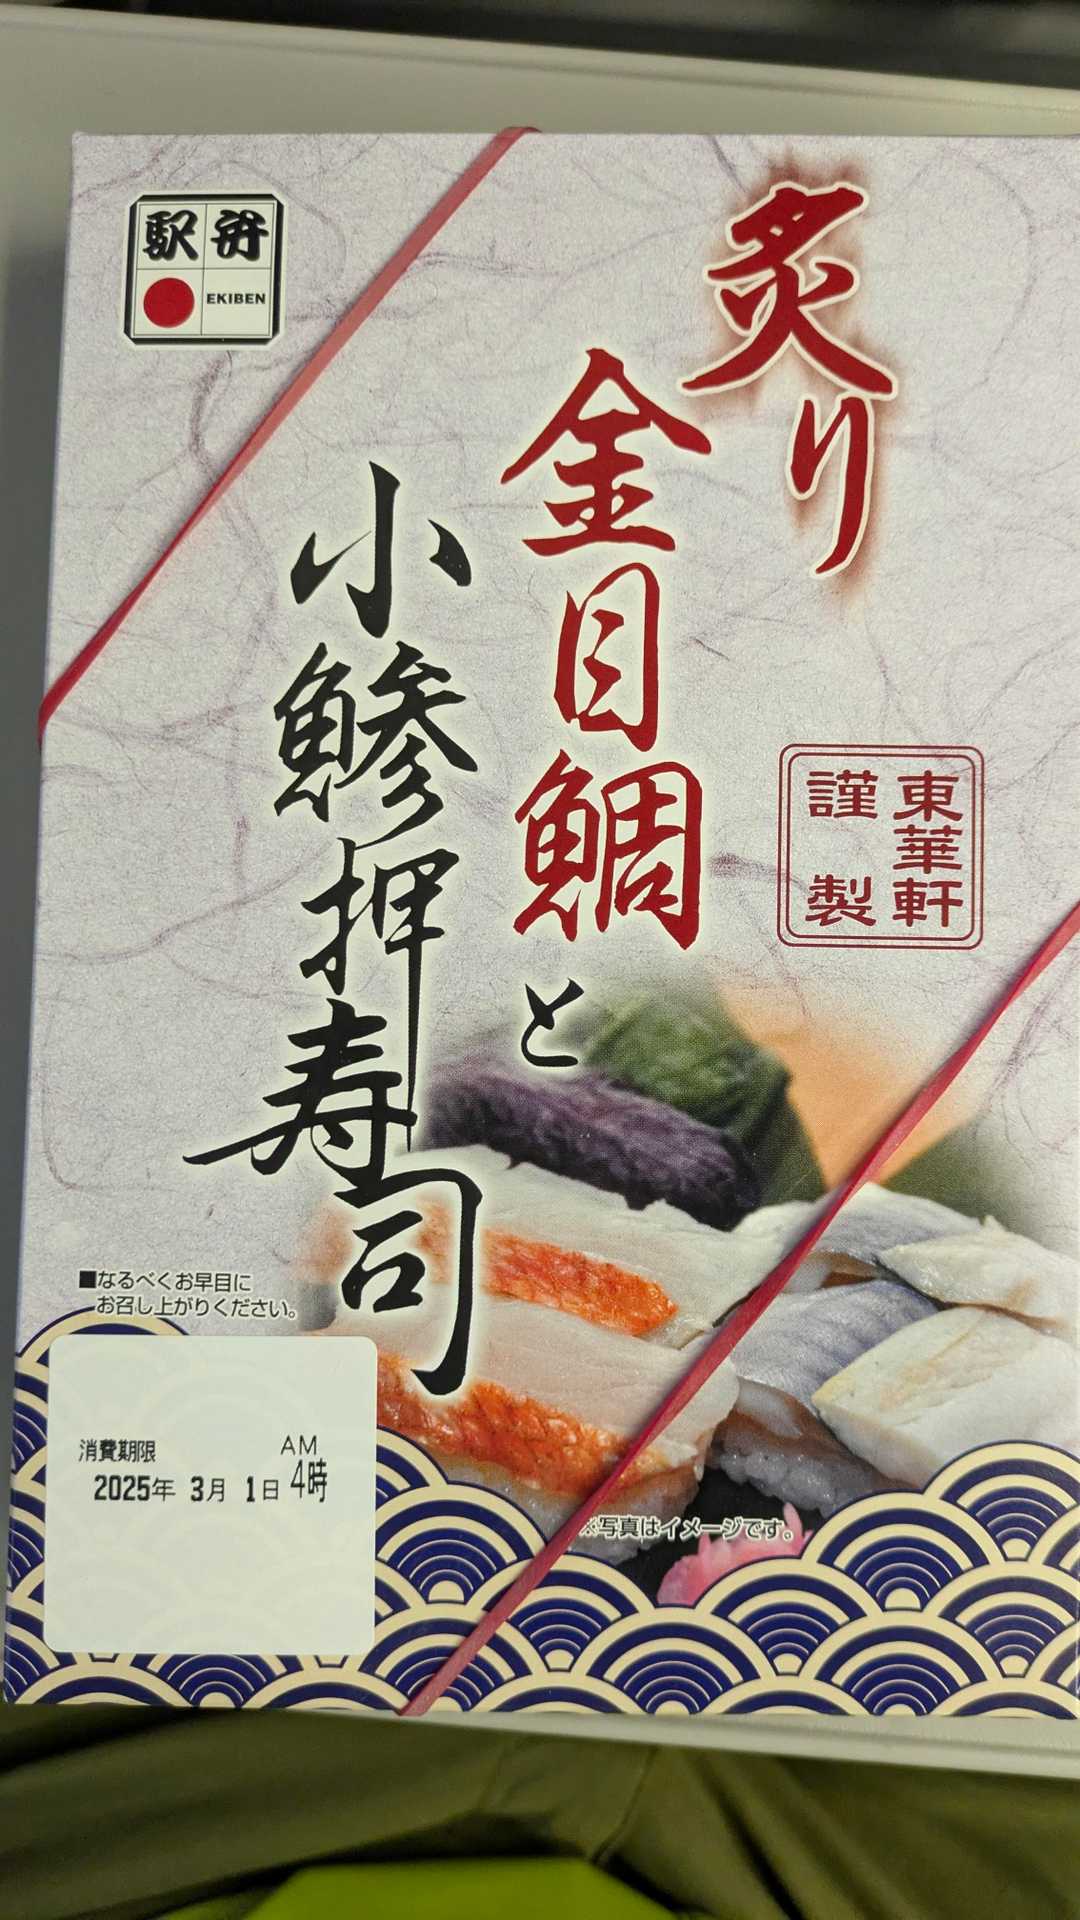 駅弁
EKIBEN
炙り
金目鯛と
小鯵押寿司
東華軒
謹製
■なるべくお早目に
お召し上がりください。
消費期限
AM
2025年 3月 1日 4時
※写真はイメージです。